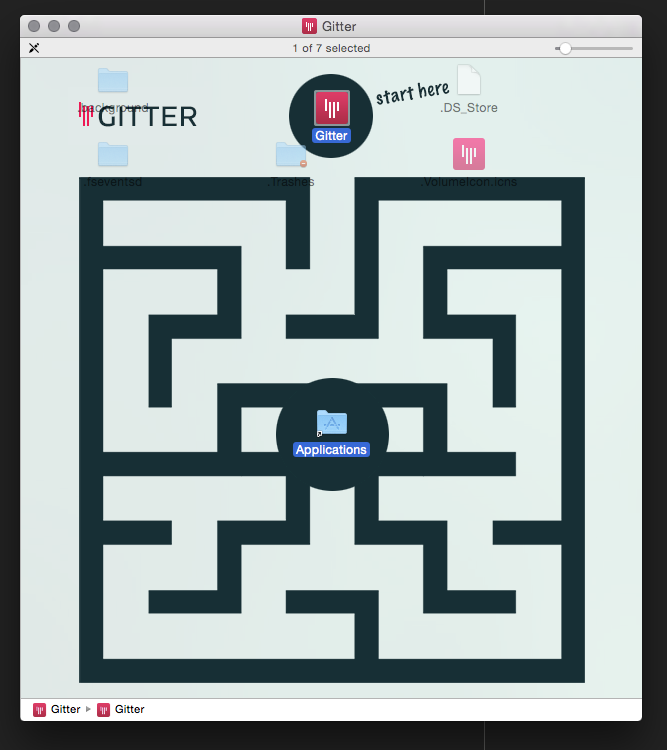 Gitter
1 of 7 selected
.background
GITTER
Gitter
start here
.DS_Store
.fseventsd
.Trashes
.VolumeIcon.icns
Applications
Gitter
Gitter